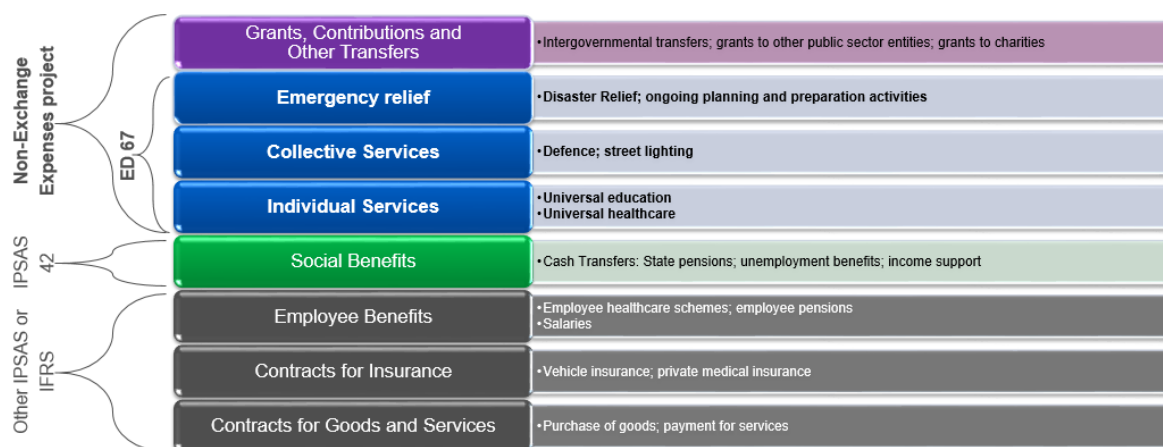 Non-Exchange
Expenses project
ED 67
Grants, Contributions and
Other Transfers
•Intergovernmental transfers; grants to other public sector entities; grants to charities
Emergency relief
•Disaster Relief; ongoing planning and preparation activities
Collective Services
•Defence; street lighting
Individual Services
•Universal education
•Universal healthcare
IPSAS
42
Social Benefits
•Cash Transfers: State pensions; unemployment benefits; income support
Other IPSAS or
IFRS
Employee Benefits
•Employee healthcare schemes; employee pensions
•Salaries
Contracts for Insurance
•Vehicle insurance; private medical insurance
Contracts for Goods and Services
•Purchase of goods; payment for services